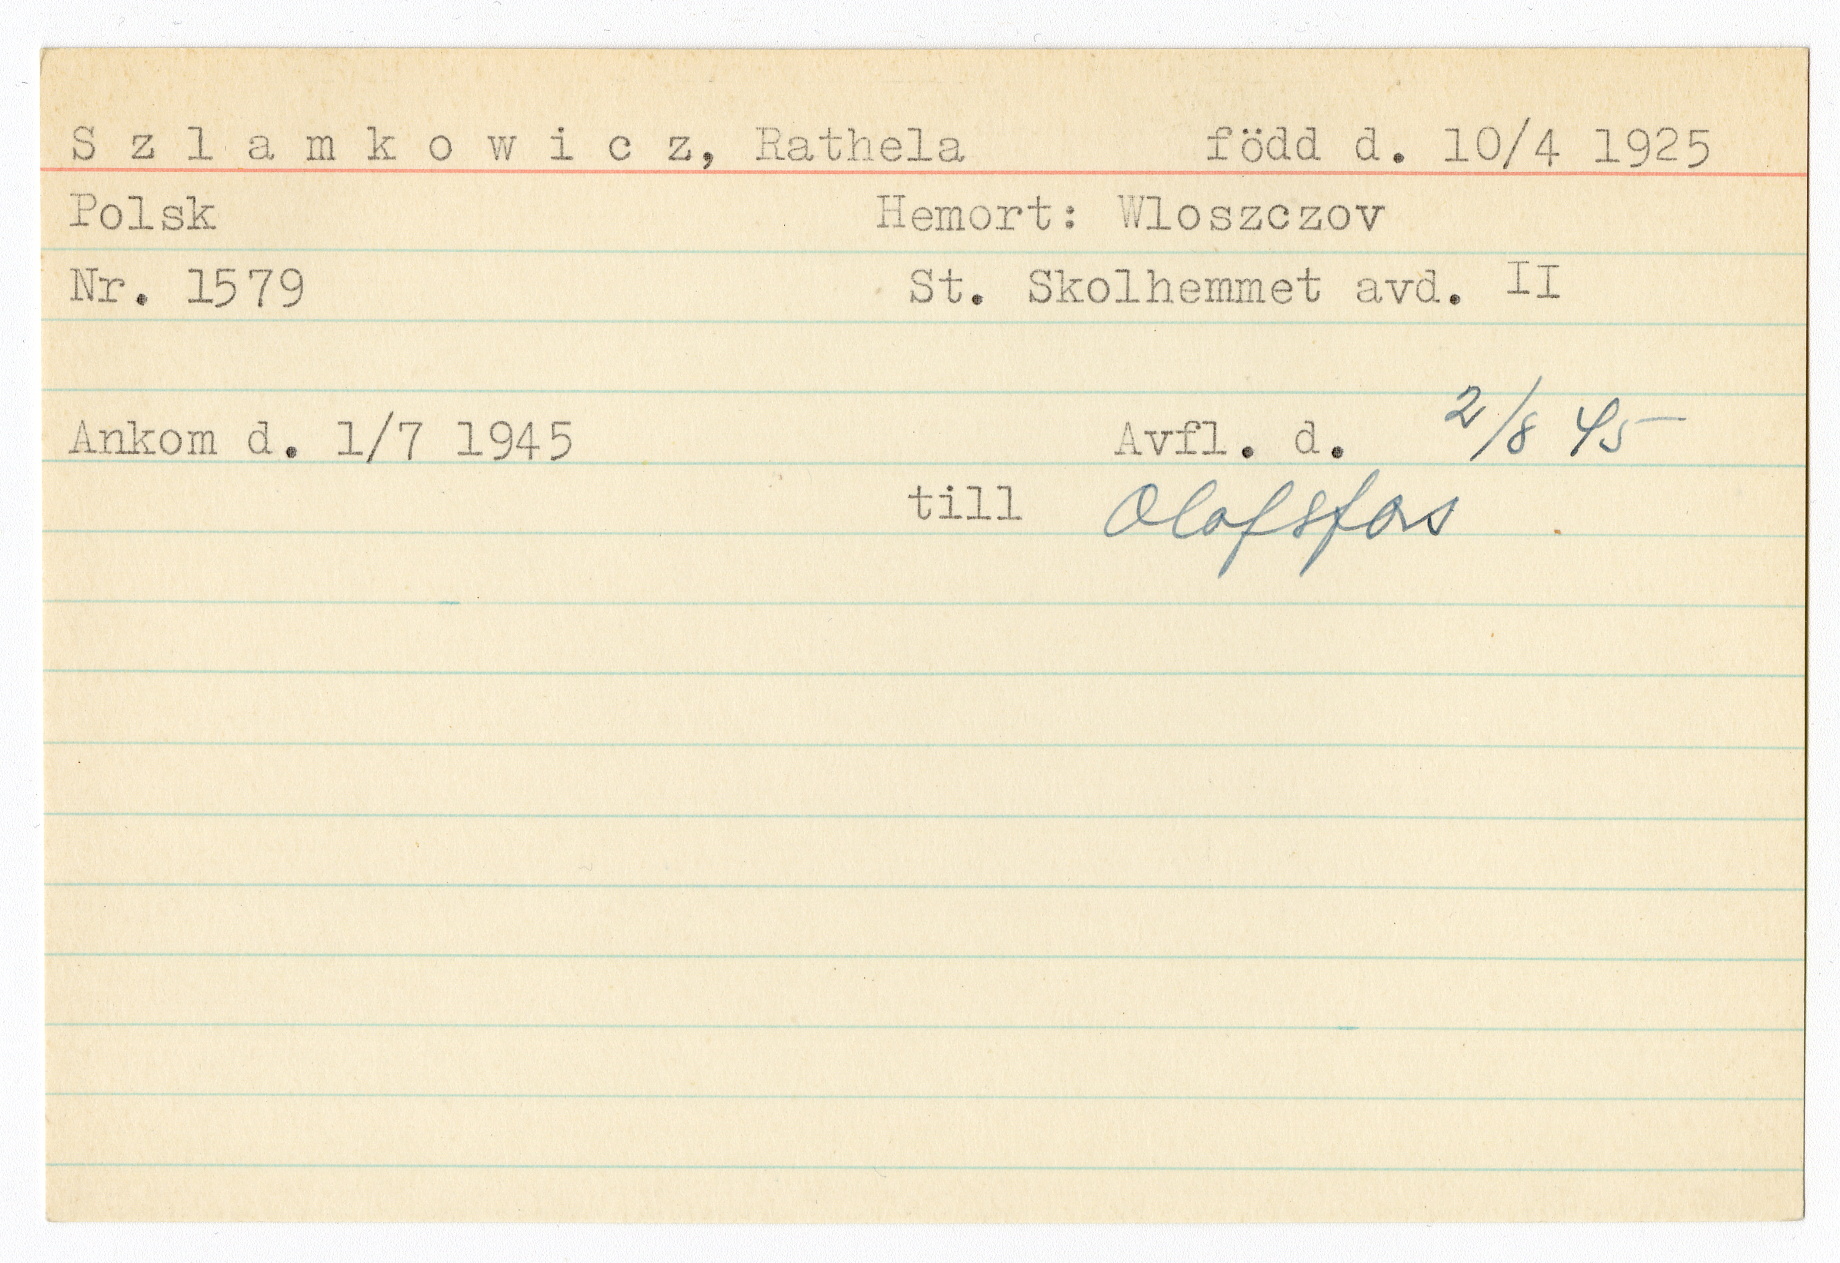 S z l a m k o w i c z, Rathela född d. 10/4 1925
Polsk Hemort: Wloszczov
Nr. 1579 St. Skolhemmet avd. II
Ankom d. 1/7 1945 Avfl. d. 2/8 45
till Olofsfors